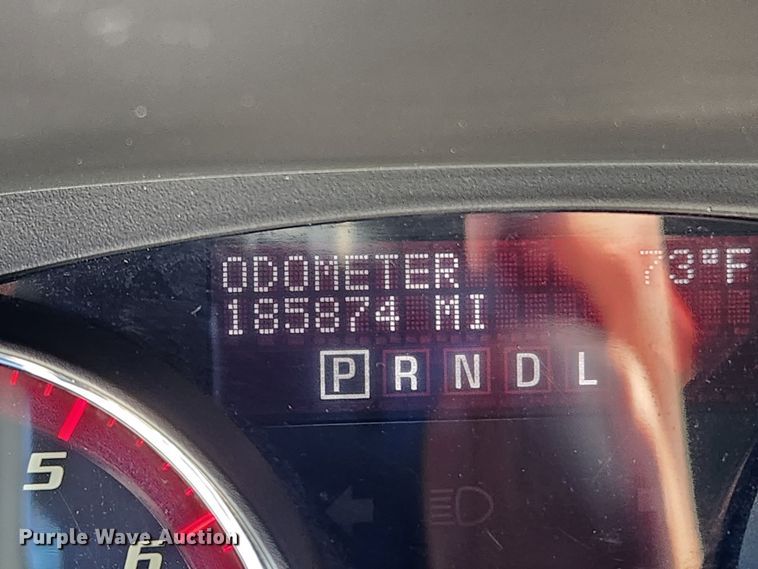 ODOMETER 73°F
185874 MI
P R N D L
5
6
Purple Wave Auction